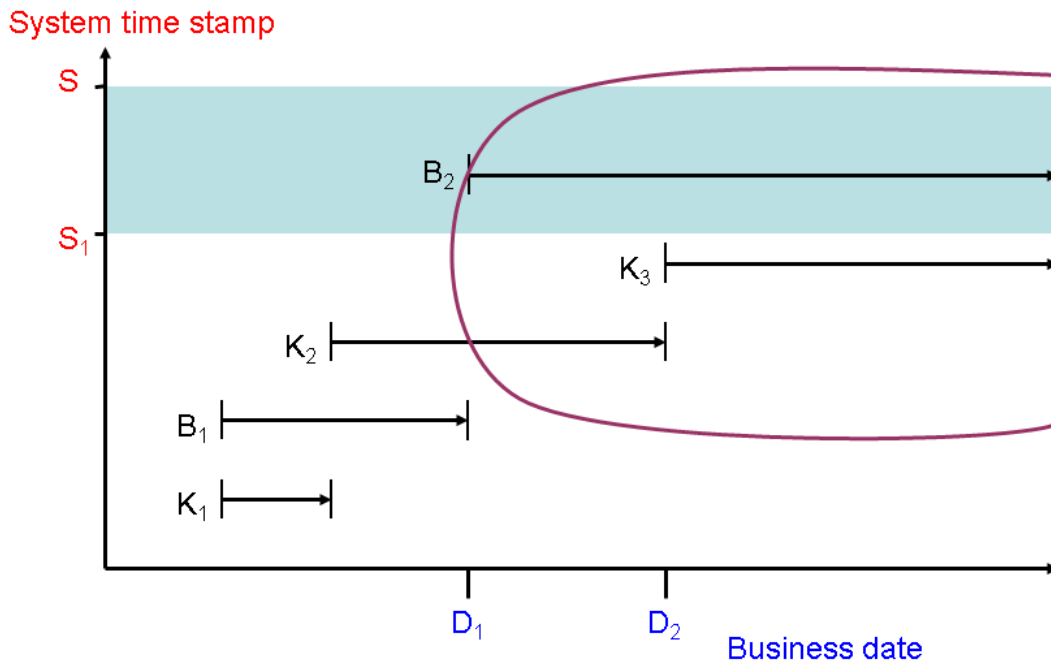 System time stamp
S
B₂
S₁
K₃
K₂
B₁
K₁
D₁ D₂
Business date